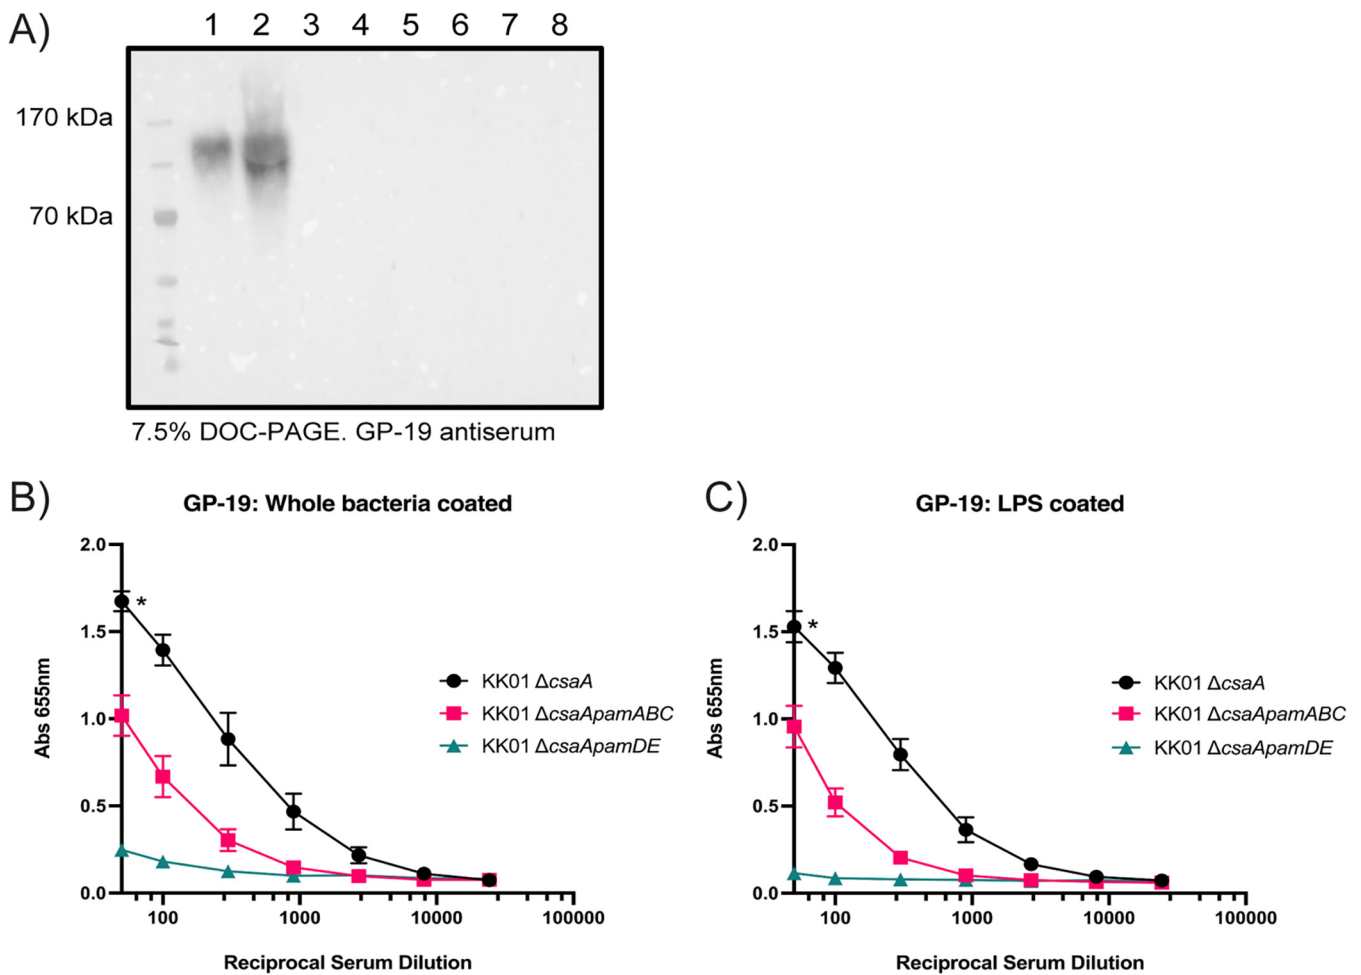 A)
1 2 3 4 5 6 7 8
170 kDa
70 kDa
7.5% DOC-PAGE. GP-19 antiserum
B)
GP-19: Whole bacteria coated
2.0
1.5
1.0
0.5
0.0
Abs 655nm
*
KK01 ΔcsaA
KK01 ΔcsaApamABC
KK01 ΔcsaApamDE
100 1000 10000 100000
Reciprocal Serum Dilution
C)
GP-19: LPS coated
2.0
1.5
1.0
0.5
0.0
Abs 655nm
*
KK01 ΔcsaA
KK01 ΔcsaApamABC
KK01 ΔcsaApamDE
100 1000 10000 100000
Reciprocal Serum Dilution